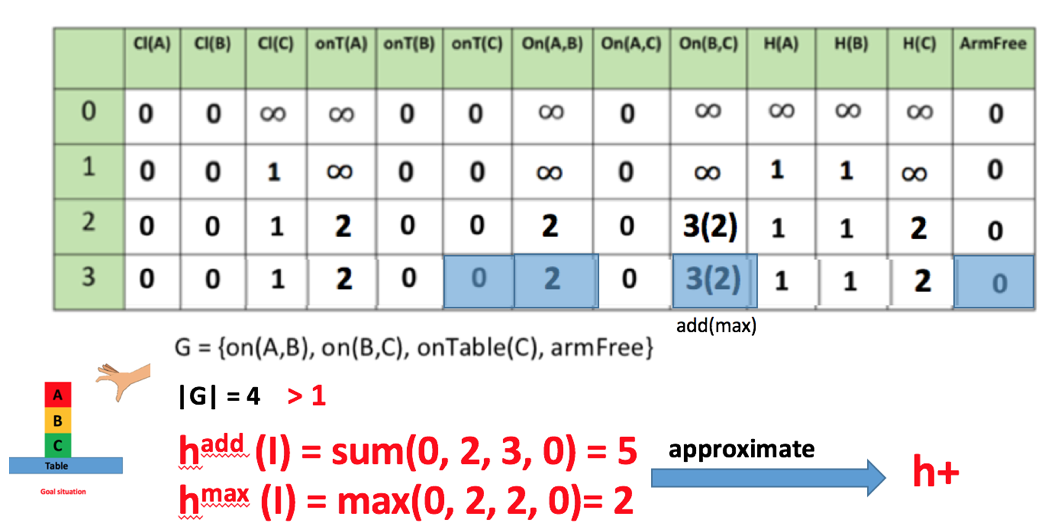 Cl(A) Cl(B) Cl(C) onT(A) onT(B) onT(C) On(A,B) On(A,C) On(B,C) H(A) H(B) H(C) ArmFree
0 0 0 ∞ ∞ 0 0 ∞ 0 ∞ ∞ ∞ ∞ 0
1 0 0 1 ∞ 0 0 ∞ 0 ∞ 1 1 ∞ 0
2 0 0 1 2 0 0 2 0 3(2) 1 1 2 0
3 0 0 1 2 0 0 2 0 3(2) 1 1 2 0
add(max)
G = {on(A,B), on(B,C), onTable(C), armFree}
|G| = 4 > 1
hadd (I) = sum(0, 2, 3, 0) = 5
hmax (I) = max(0, 2, 2, 0)= 2
approximate
h+
A
B
C
Table
Goal situation